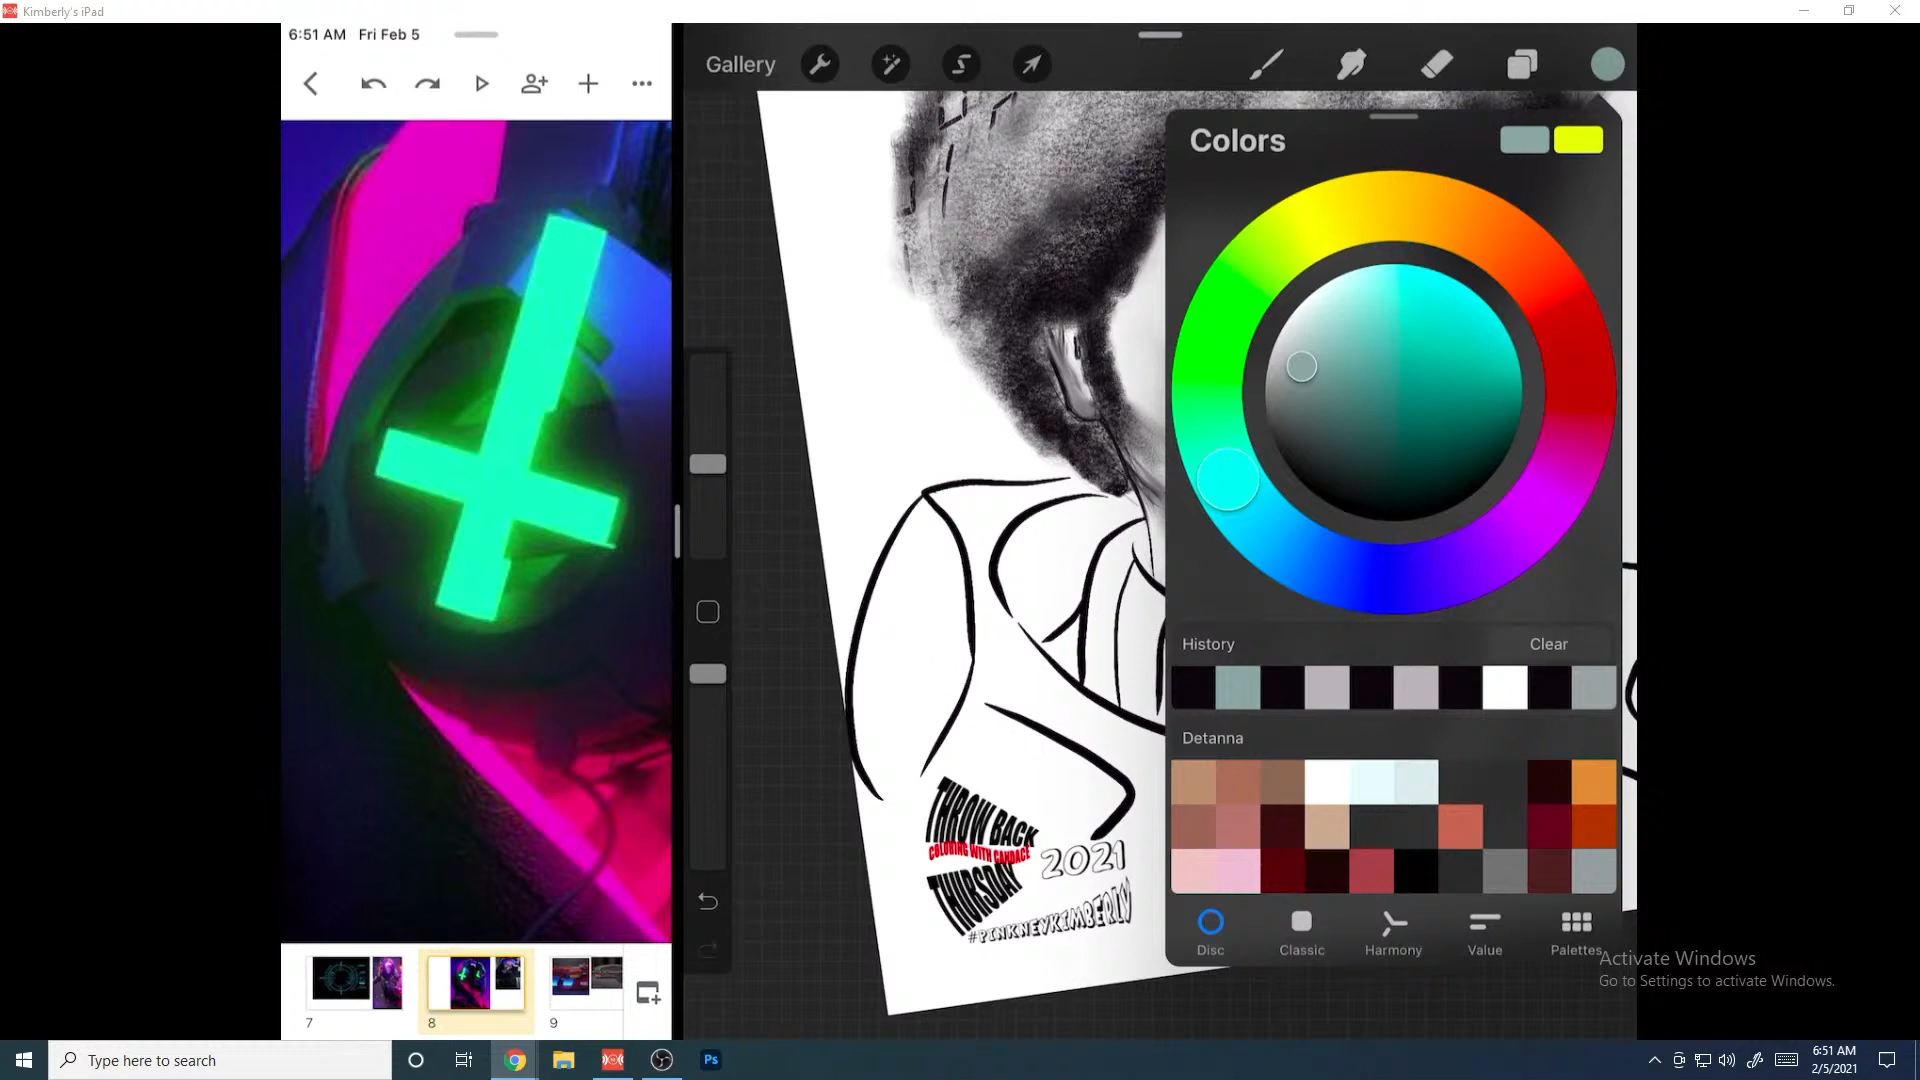 Kimberly's iPad
6:51 AM Fri Feb 5
Gallery
Colors
History
Clear
Detanna
Disc
Classic
Harmony
Value
Palettes
THROW BACK
COLORING WITH CANDACE
THURSDAY
2021
#PINKNEYKIMBERLY
7
8
9
Activate Windows
Go to Settings to activate Windows.
Type here to search
Ps
6:51 AM
2/5/2021